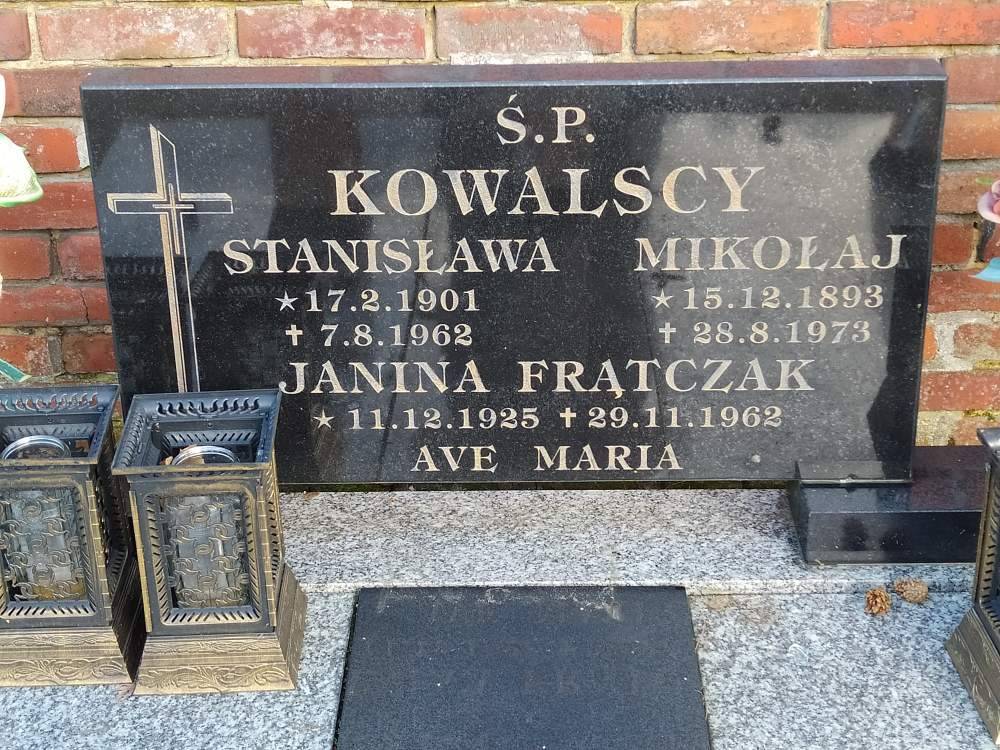 Ś.P.
KOWALSCY
STANISŁAWA MIKOŁAJ
★17.2.1901 ★15.12.1893
✝ 7.8.1962 ✝ 28.8.1973
JANINA FRĄTCZAK
★ 11.12.1925 ✝ 29.11.1962
AVE MARIA